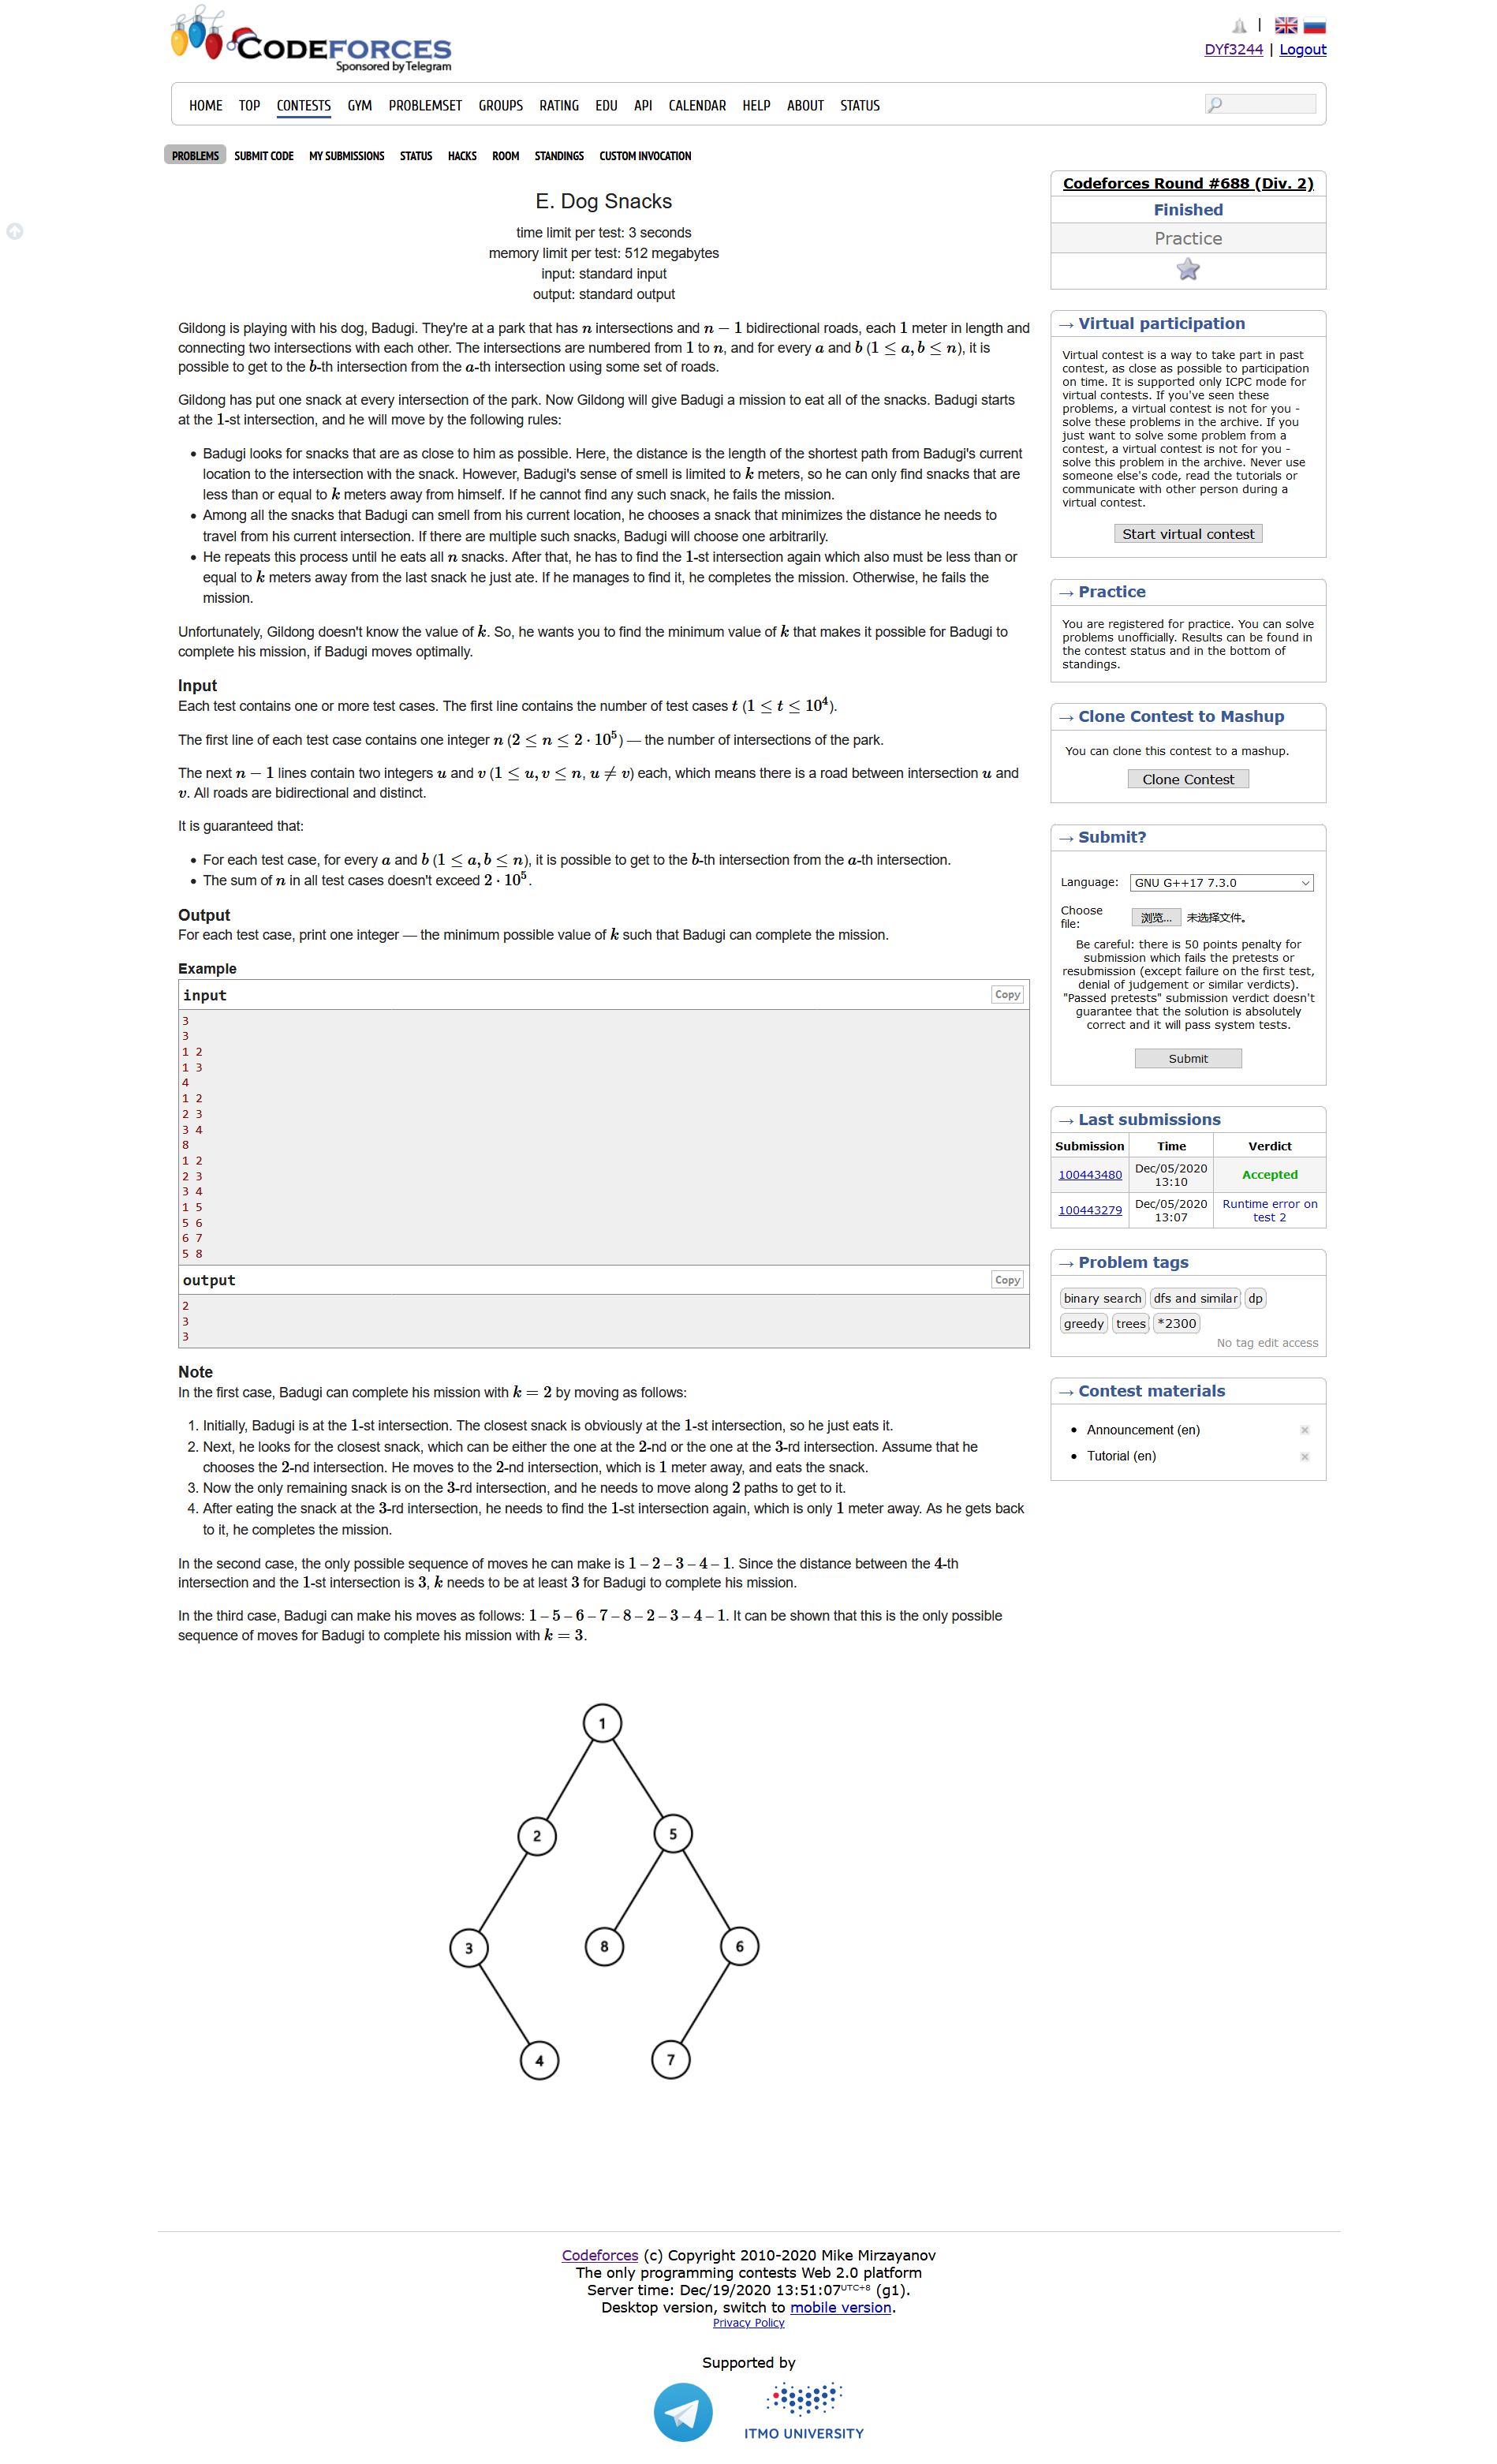 CODEFORCES
Sponsored by Telegram
|
DYf3244 | Logout
HOME TOP CONTESTS GYM PROBLEMSET GROUPS RATING EDU API CALENDAR HELP ABOUT STATUS
PROBLEMS SUBMIT CODE MY SUBMISSIONS STATUS HACKS ROOM STANDINGS CUSTOM INVOCATION
E. Dog Snacks
time limit per test: 3 seconds
memory limit per test: 512 megabytes
input: standard input
output: standard output
Gildong is playing with his dog, Badugi. They're at a park that has n intersections and n − 1 bidirectional roads, each 1 meter in length and
connecting two intersections with each other. The intersections are numbered from 1 to n, and for every a and b (1 ≤ a, b ≤ n), it is
possible to get to the b-th intersection from the a-th intersection using some set of roads.
Gildong has put one snack at every intersection of the park. Now Gildong will give Badugi a mission to eat all of the snacks. Badugi starts
at the 1-st intersection, and he will move by the following rules:
• Badugi looks for snacks that are as close to him as possible. Here, the distance is the length of the shortest path from Badugi's current
location to the intersection with the snack. However, Badugi's sense of smell is limited to k meters, so he can only find snacks that are
less than or equal to k meters away from himself. If he cannot find any such snack, he fails the mission.
• Among all the snacks that Badugi can smell from his current location, he chooses a snack that minimizes the distance he needs to
travel from his current intersection. If there are multiple such snacks, Badugi will choose one arbitrarily.
• He repeats this process until he eats all n snacks. After that, he has to find the 1-st intersection again which also must be less than or
equal to k meters away from the last snack he just ate. If he manages to find it, he completes the mission. Otherwise, he fails the
mission.
Unfortunately, Gildong doesn't know the value of k. So, he wants you to find the minimum value of k that makes it possible for Badugi to
complete his mission, if Badugi moves optimally.
Input
Each test contains one or more test cases. The first line contains the number of test cases t (1 ≤ t ≤ 10⁴).
The first line of each test case contains one integer n (2 ≤ n ≤ 2 · 10⁵) — the number of intersections of the park.
The next n − 1 lines contain two integers u and v (1 ≤ u, v ≤ n, u ≠ v) each, which means there is a road between intersection u and
v. All roads are bidirectional and distinct.
It is guaranteed that:
• For each test case, for every a and b (1 ≤ a, b ≤ n), it is possible to get to the b-th intersection from the a-th intersection.
• The sum of n in all test cases doesn't exceed 2 · 10⁵.
Output
For each test case, print one integer — the minimum possible value of k such that Badugi can complete the mission.
Example
input
Copy
3
3
1 2
1 3
4
1 2
2 3
3 4
8
1 2
2 3
3 4
1 5
5 6
6 7
5 8
output
Copy
2
3
3
Note
In the first case, Badugi can complete his mission with k = 2 by moving as follows:
1. Initially, Badugi is at the 1-st intersection. The closest snack is obviously at the 1-st intersection, so he just eats it.
2. Next, he looks for the closest snack, which can be either the one at the 2-nd or the one at the 3-rd intersection. Assume that he
chooses the 2-nd intersection. He moves to the 2-nd intersection, which is 1 meter away, and eats the snack.
3. Now the only remaining snack is on the 3-rd intersection, and he needs to move along 2 paths to get to it.
4. After eating the snack at the 3-rd intersection, he needs to find the 1-st intersection again, which is only 1 meter away. As he gets back
to it, he completes the mission.
In the second case, the only possible sequence of moves he can make is 1 – 2 – 3 – 4 – 1. Since the distance between the 4-th
intersection and the 1-st intersection is 3, k needs to be at least 3 for Badugi to complete his mission.
In the third case, Badugi can make his moves as follows: 1 – 5 – 6 – 7 – 8 – 2 – 3 – 4 – 1. It can be shown that this is the only possible
sequence of moves for Badugi to complete his mission with k = 3.
1
2
5
3
8
6
4
7
Codeforces Round #688 (Div. 2)
Finished
Practice
→ Virtual participation
Virtual contest is a way to take part in past
contest, as close as possible to participation
on time. It is supported only ICPC mode for
virtual contests. If you've seen these
problems, a virtual contest is not for you -
solve these problems in the archive. If you
just want to solve some problem from a
contest, a virtual contest is not for you -
solve this problem in the archive. Never use
someone else's code, read the tutorials or
communicate with other person during a
virtual contest.
Start virtual contest
→ Practice
You are registered for practice. You can solve
problems unofficially. Results can be found in
the contest status and in the bottom of
standings.
→ Clone Contest to Mashup
You can clone this contest to a mashup.
Clone Contest
→ Submit?
Language: GNU G++17 7.3.0
Choose
file: 浏览... 未选择文件。
Be careful: there is 50 points penalty for
submission which fails the pretests or
resubmission (except failure on the first test,
denial of judgement or similar verdicts).
"Passed pretests" submission verdict doesn't
guarantee that the solution is absolutely
correct and it will pass system tests.
Submit
→ Last submissions
Submission Time Verdict
100443480 Dec/05/2020 13:10 Accepted
100443279 Dec/05/2020 13:07 Runtime error on test 2
→ Problem tags
binary search dfs and similar dp
greedy trees *2300
No tag edit access
→ Contest materials
• Announcement (en)
• Tutorial (en)
Codeforces (c) Copyright 2010-2020 Mike Mirzayanov
The only programming contests Web 2.0 platform
Server time: Dec/19/2020 13:51:07UTC+8 (g1).
Desktop version, switch to mobile version.
Privacy Policy
Supported by
ITMO UNIVERSITY